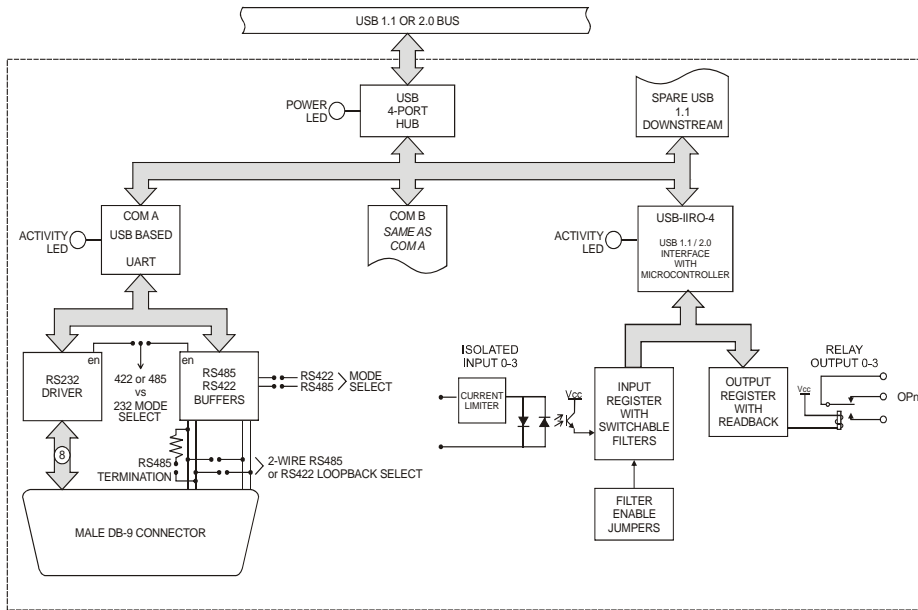 USB 1.1 OR 2.0 BUS
POWER
LED
USB
4-PORT
HUB
SPARE USB
1.1
DOWNSTREAM
ACTIVITY
LED
COM A
USB BASED
UART
COM B
SAME AS
COM A
ACTIVITY
LED
USB-IIRO-4
USB 1.1 / 2.0
INTERFACE
WITH
MICROCONTROLLER
RS232
DRIVER
en
422 or 485
vs
232 MODE
SELECT
en
RS485
RS422
BUFFERS
RS422
RS485
MODE
SELECT
ISOLATED
INPUT 0-3
CURRENT
LIMITER
Vcc
INPUT
REGISTER
WITH
SWITCHABLE
FILTERS
OUTPUT
REGISTER
WITH
READBACK
RELAY
OUTPUT 0-3
Vcc
OPn
8
RS485
TERMINATION
2-WIRE RS485
or RS422 LOOPBACK SELECT
FILTER
ENABLE
JUMPERS
MALE DB-9 CONNECTOR